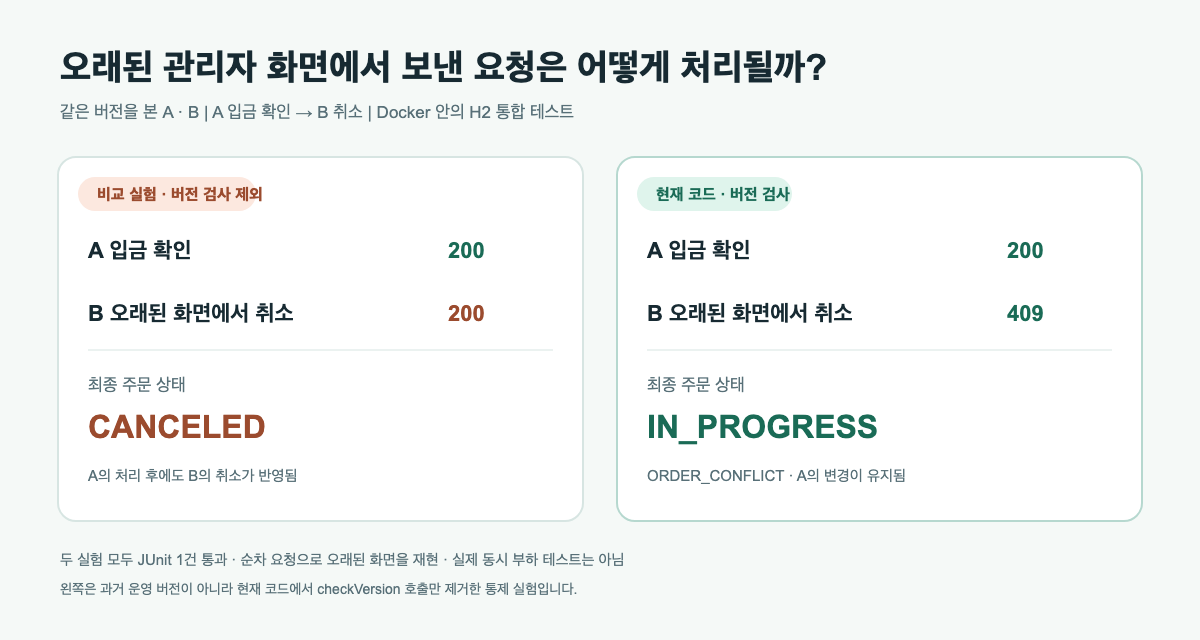 오래된 관리자 화면에서 보낸 요청은 어떻게 처리될까?
같은 버전을 본 A · B | A 입금 확인 → B 취소 | Docker 안의 H2 통합 테스트
비교 실험 · 버전 검사 제외
A 입금 확인 200
B 오래된 화면에서 취소 200
최종 주문 상태
CANCELED
A의 처리 후에도 B의 취소가 반영됨
현재 코드 · 버전 검사
A 입금 확인 200
B 오래된 화면에서 취소 409
최종 주문 상태
IN_PROGRESS
ORDER_CONFLICT · A의 변경이 유지됨
두 실험 모두 JUnit 1건 통과 · 순차 요청으로 오래된 화면을 재현 · 실제 동시 부하 테스트는 아님
왼쪽은 과거 운영 버전이 아니라 현재 코드에서 checkVersion 호출만 제거한 통제 실험입니다.